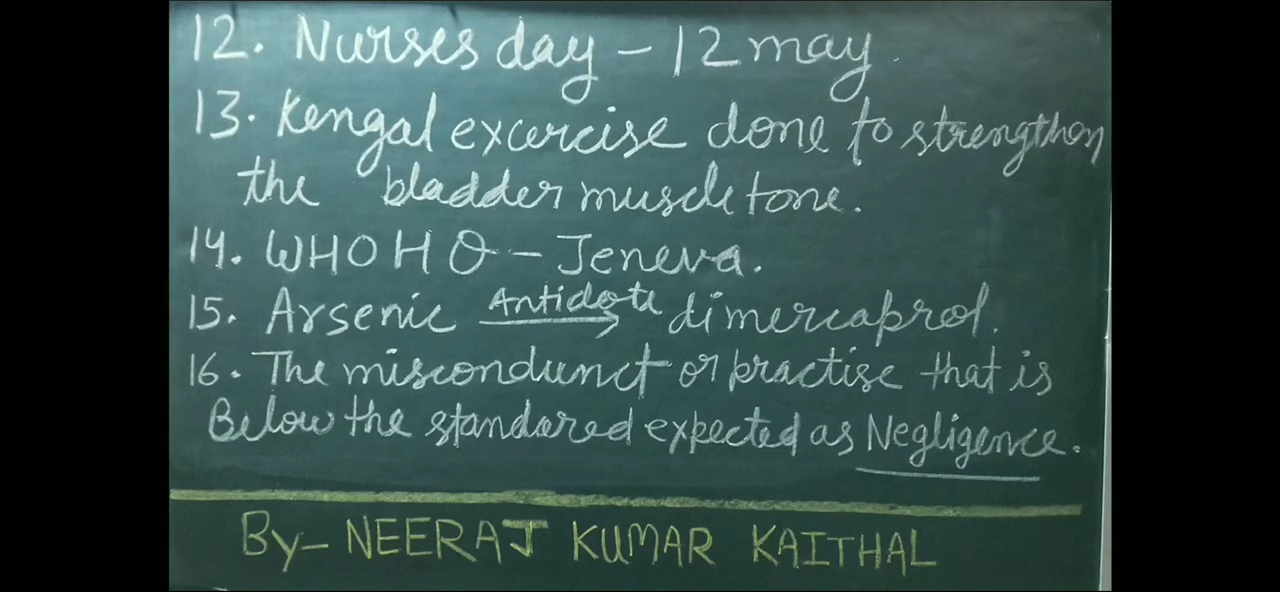 12. Nurses day - 12 may.
13. Kengal excercise done to strengthen
the bladder muscle tone.
14. WHO HQ - Jeneva.
15. Arsenic Antidote → dimercaprol.
16. The miscondunct or practise that is
Below the standared expected as Negligence.
By- NEERAJ KUMAR KAITHAL